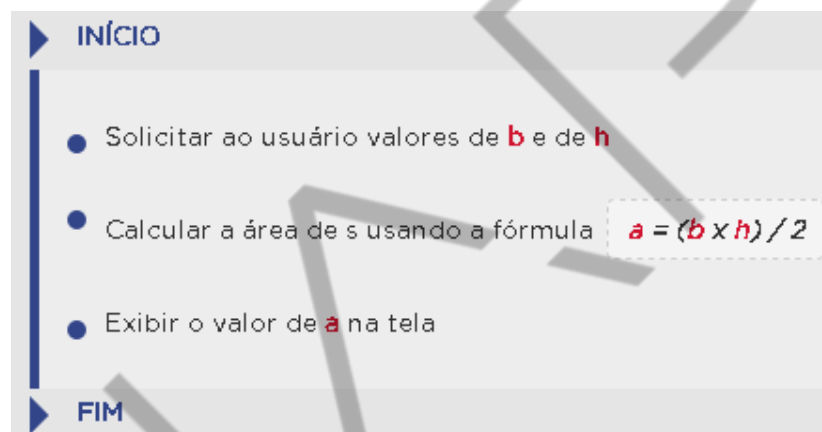 INÍCIO
Solicitar ao usuário valores de b e de h
Calcular a área de s usando a fórmula a = (b x h) / 2
Exibir o valor de a na tela
FIM